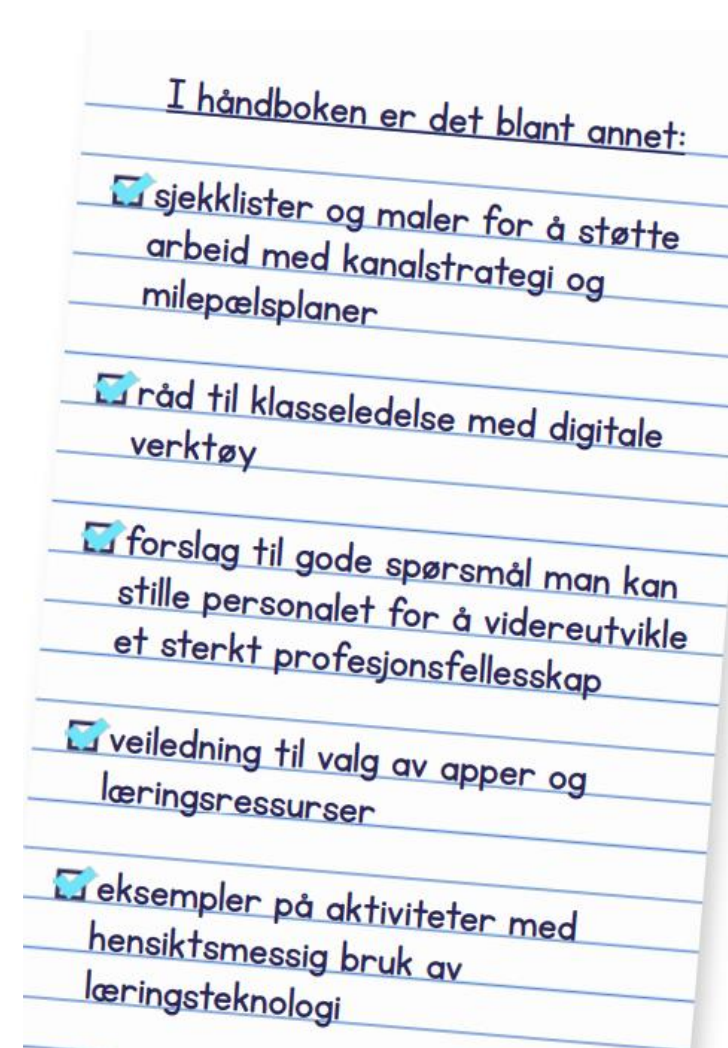 I håndboken er det blant annet:
sjekklister og maler for å støtte
arbeid med kanalstrategi og
milepælsplaner
råd til klasseledelse med digitale
verktøy
forslag til gode spørsmål man kan
stille personalet for å videreutvikle
et sterkt profesjonsfellesskap
veiledning til valg av apper og
læringsressurser
eksempler på aktiviteter med
hensiktsmessig bruk av
læringsteknologi